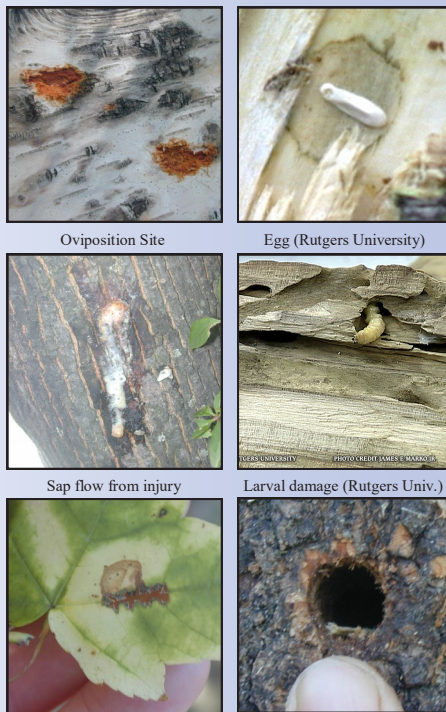 Oviposition Site
Egg (Rutgers University)
TGERS UNIVERSITY
PHOTO CREDIT JAMES E MARKO JR
Sap flow from injury
Larval damage (Rutgers Univ.)